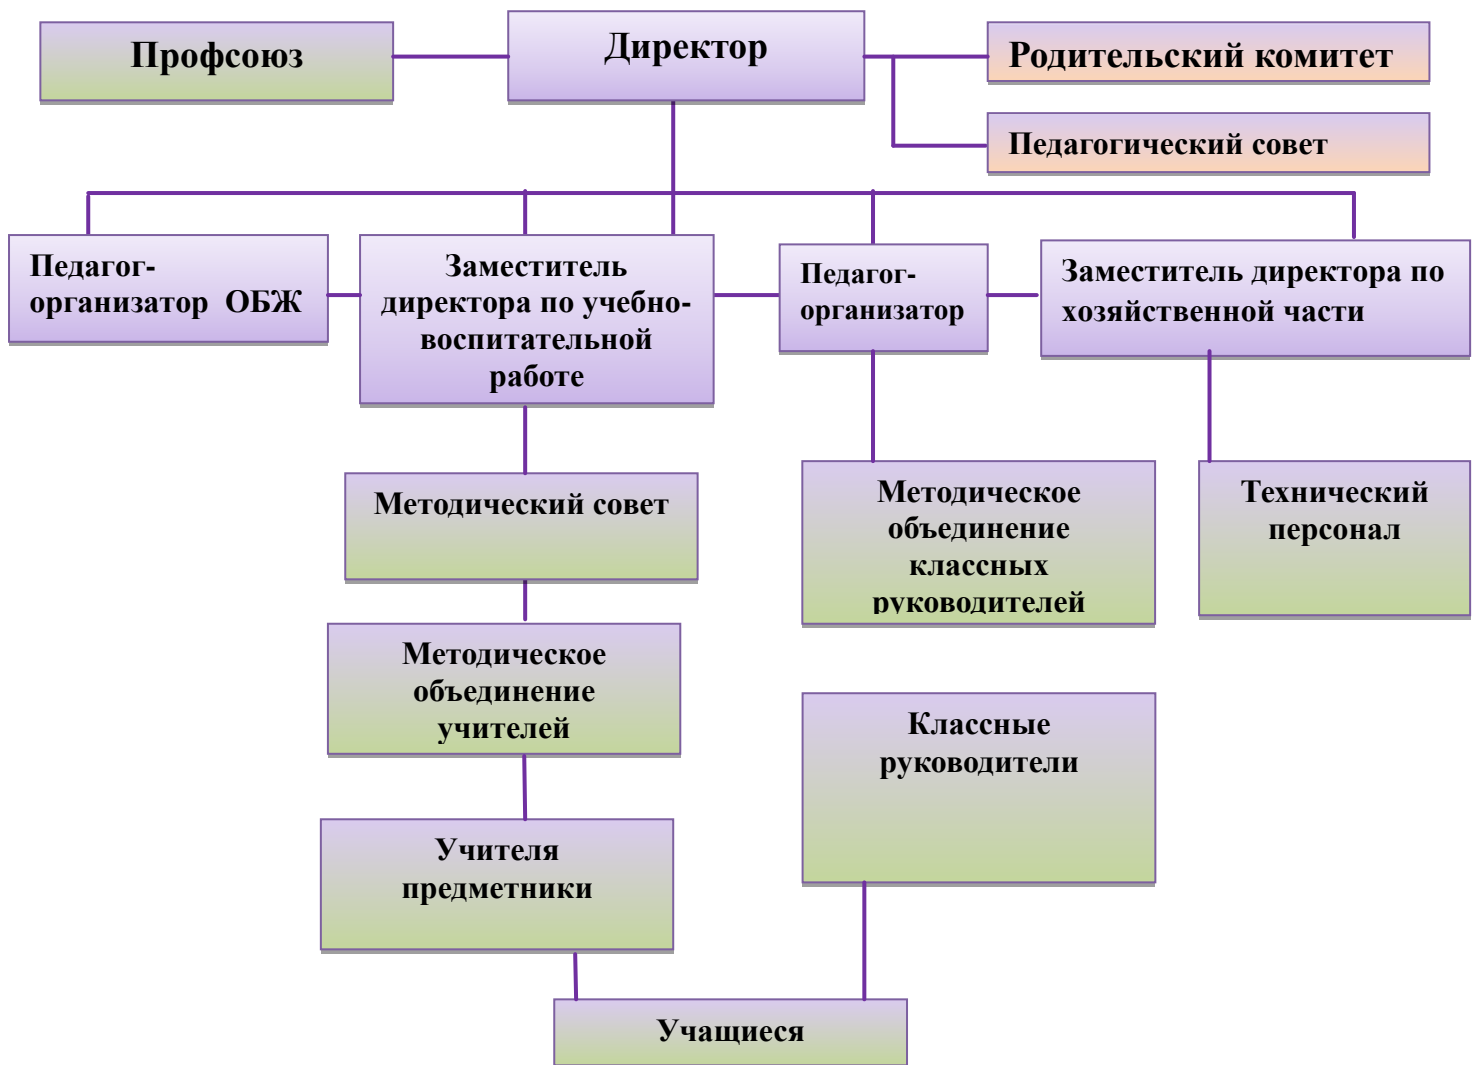 Профсоюз
Директор
Родительский комитет
Педагогический совет
Педагог-
организатор ОБЖ
Заместитель
директора по учебно-
воспитательной
работе
Педагог-
организатор
Заместитель директора по
хозяйственной части
Методический совет
Методическое
объединение
классных
руководителей
Технический
персонал
Методическое
объединение
учителей
Классные
руководители
Учителя
предметники
Учащиеся